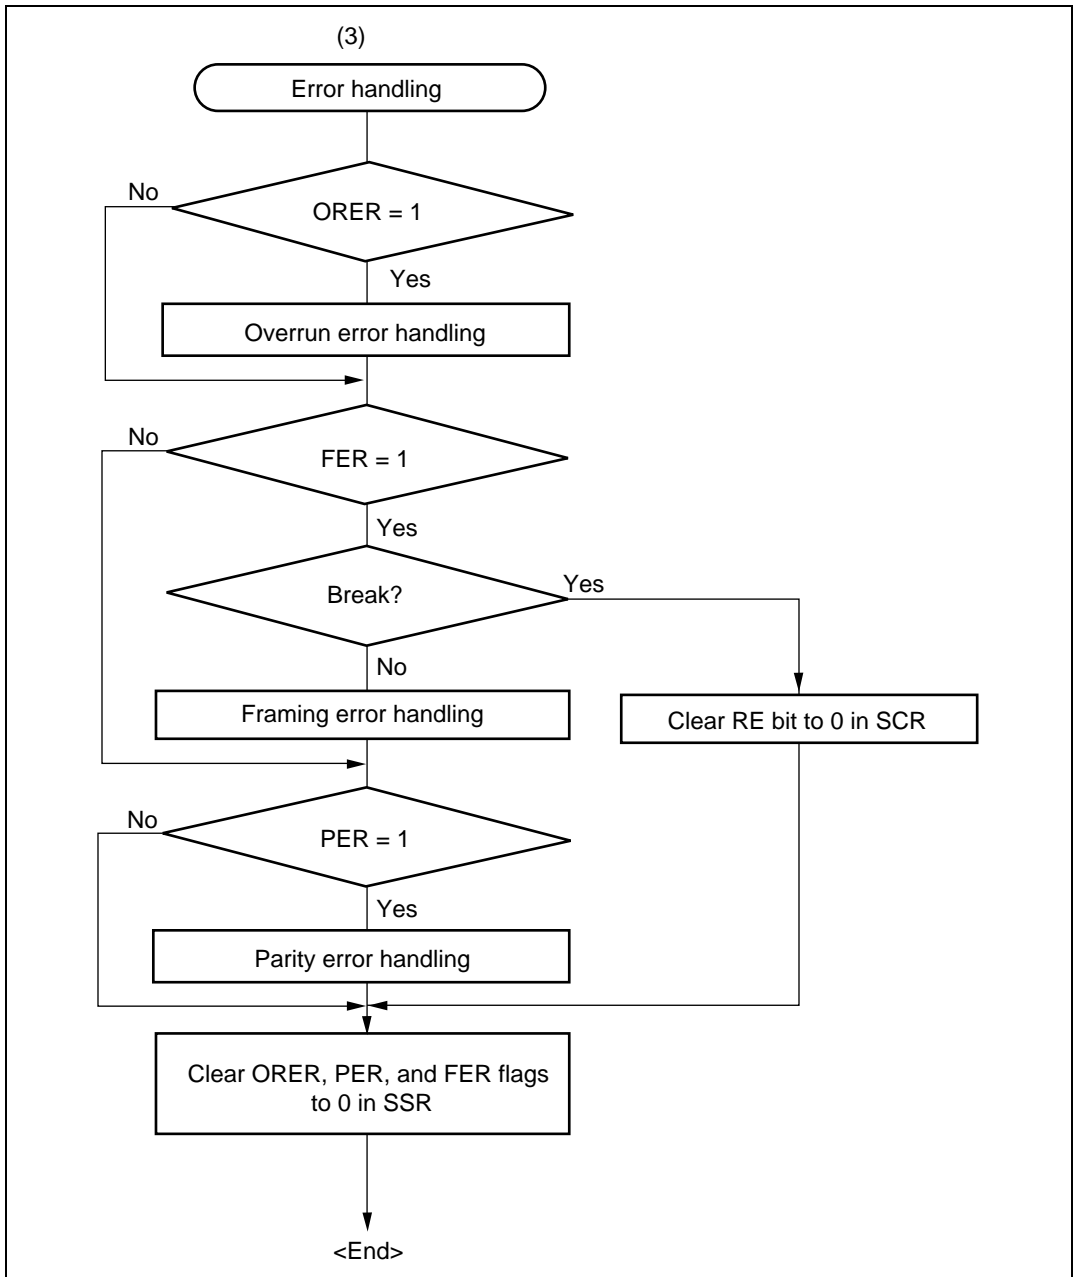 (3)
Error handling
No
ORER = 1
Yes
Overrun error handling
No
FER = 1
Yes
Break?
Yes
No
Framing error handling
Clear RE bit to 0 in SCR
No
PER = 1
Yes
Parity error handling
Clear ORER, PER, and FER flags
to 0 in SSR
<End>